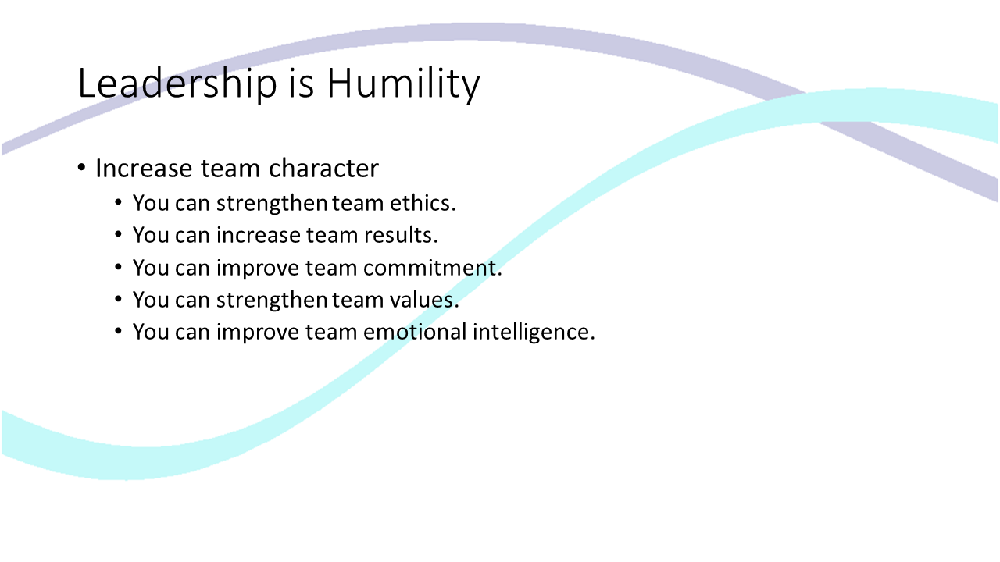 Leadership is Humility
• Increase team character
• You can strengthen team ethics.
• You can increase team results.
• You can improve team commitment.
• You can strengthen team values.
• You can improve team emotional intelligence.